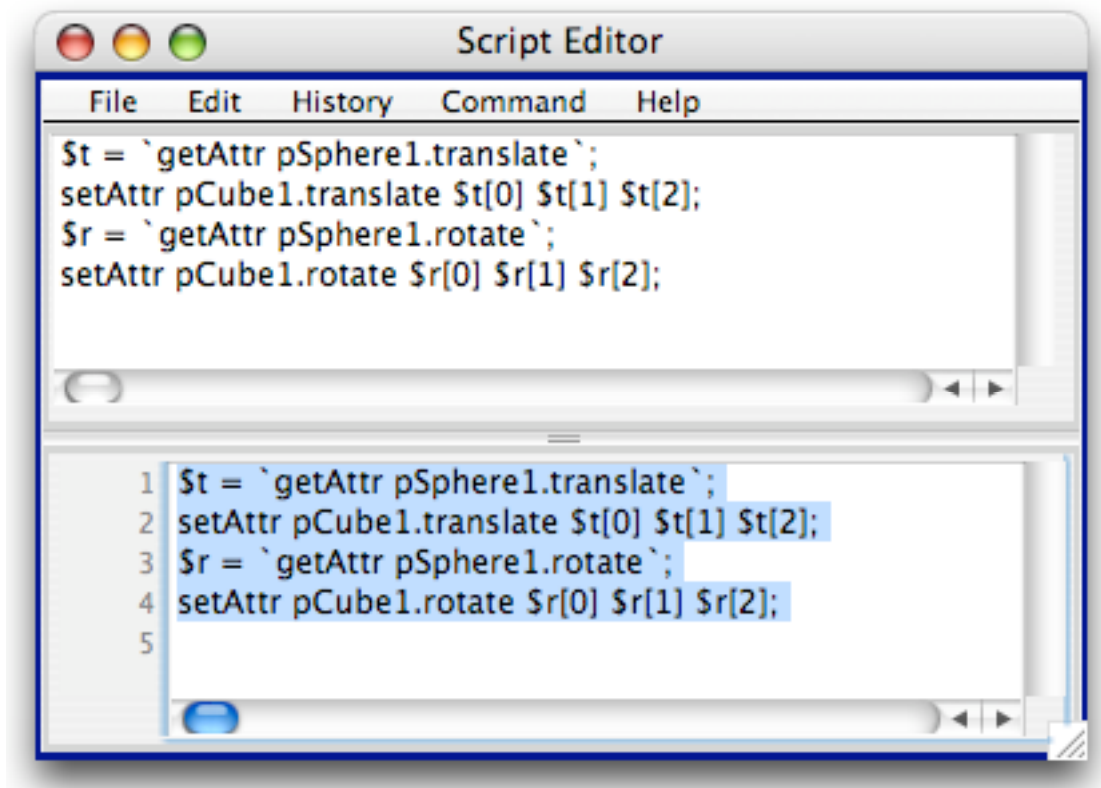 Script Editor
File Edit History Command Help
$t = `getAttr pSphere1.translate`;
setAttr pCube1.translate $t[0] $t[1] $t[2];
$r = `getAttr pSphere1.rotate`;
setAttr pCube1.rotate $r[0] $r[1] $r[2];
1 $t = `getAttr pSphere1.translate`;
2 setAttr pCube1.translate $t[0] $t[1] $t[2];
3 $r = `getAttr pSphere1.rotate`;
4 setAttr pCube1.rotate $r[0] $r[1] $r[2];
5